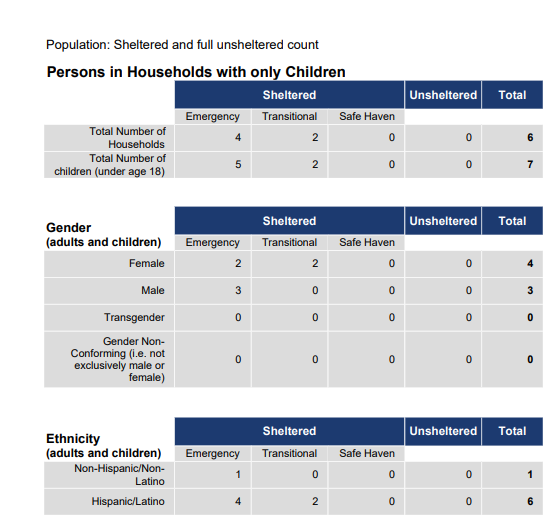 Population: Sheltered and full unsheltered count
Persons in Households with only Children
Sheltered Unsheltered Total
Emergency Transitional Safe Haven
Total Number of
Households 4 2 0 0 6
Total Number of
children (under age 18) 5 2 0 0 7
Gender
(adults and children)
Sheltered Unsheltered Total
Emergency Transitional Safe Haven
Female 2 2 0 0 4
Male 3 0 0 0 3
Transgender 0 0 0 0 0
Gender Non-
Conforming (i.e. not
exclusively male or
female) 0 0 0 0 0
Ethnicity
(adults and children)
Sheltered Unsheltered Total
Emergency Transitional Safe Haven
Non-Hispanic/Non-
Latino 1 0 0 0 1
Hispanic/Latino 4 2 0 0 6